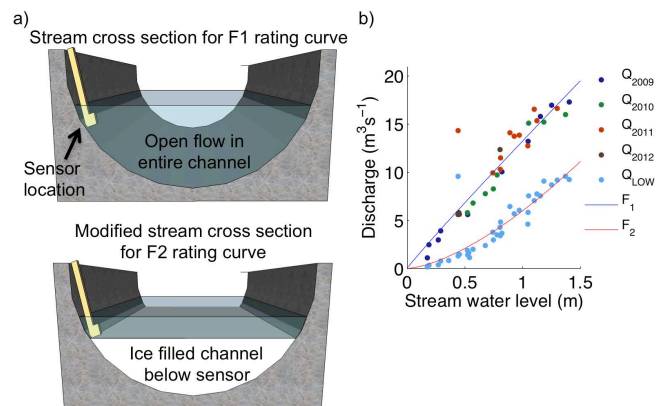 a)
Stream cross section for F1 rating curve
Open flow in
entire channel
Sensor
location
Modified stream cross section
for F2 rating curve
Ice filled channel
below sensor
b)
Discharge (m³s⁻¹)
20
15
10
5
0
0 0.5 1 1.5
Stream water level (m)
Q2009
Q2010
Q2011
Q2012
QLOW
F1
F2